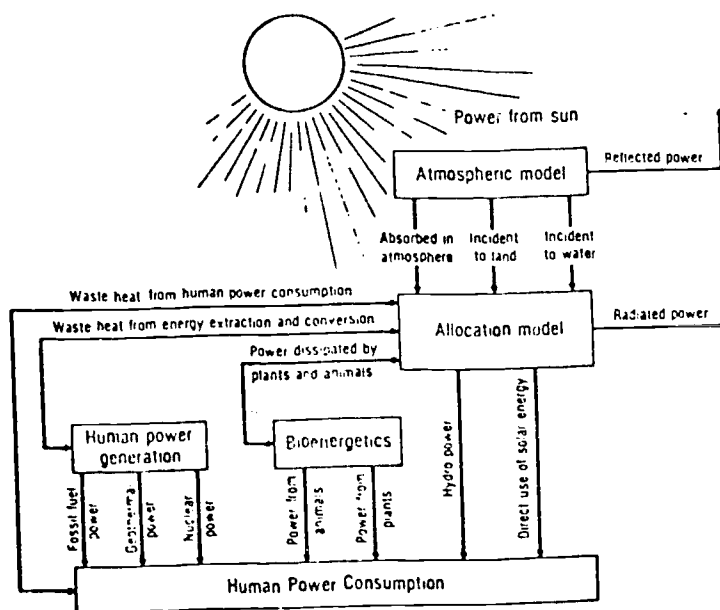 Power from sun
Atmospheric model
Reflected power
Absorbed in
atmosphere
Incident
to land
Incident
to water
Waste heat from human power consumption
Waste heat from energy extraction and conversion
Allocation model
Radiated power
Power dissipated by
plants and animals
Human power
generation
Bioenergetics
Fossil fuel
power
Geothermal
power
Nuclear
power
Power from
animals
Power from
plants
Hydro power
Direct use of solar energy
Human Power Consumption